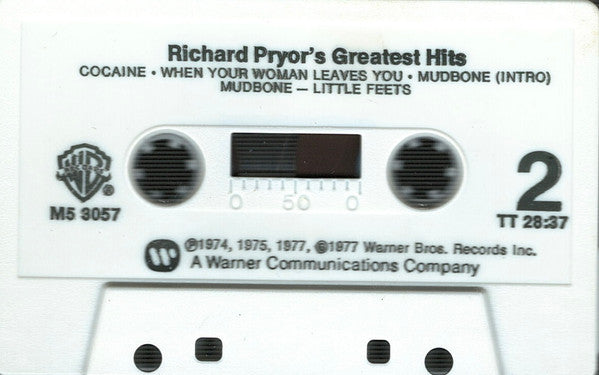 Richard Pryor's Greatest Hits
COCAINE • WHEN YOUR WOMAN LEAVES YOU • MUDBONE (INTRO)
MUDBONE — LITTLE FEETS
WB
®
M5 3057
0 50 0
2
TT 28:37
℗1974, 1975, 1977, ©1977 Warner Bros. Records Inc.
A Warner Communications Company